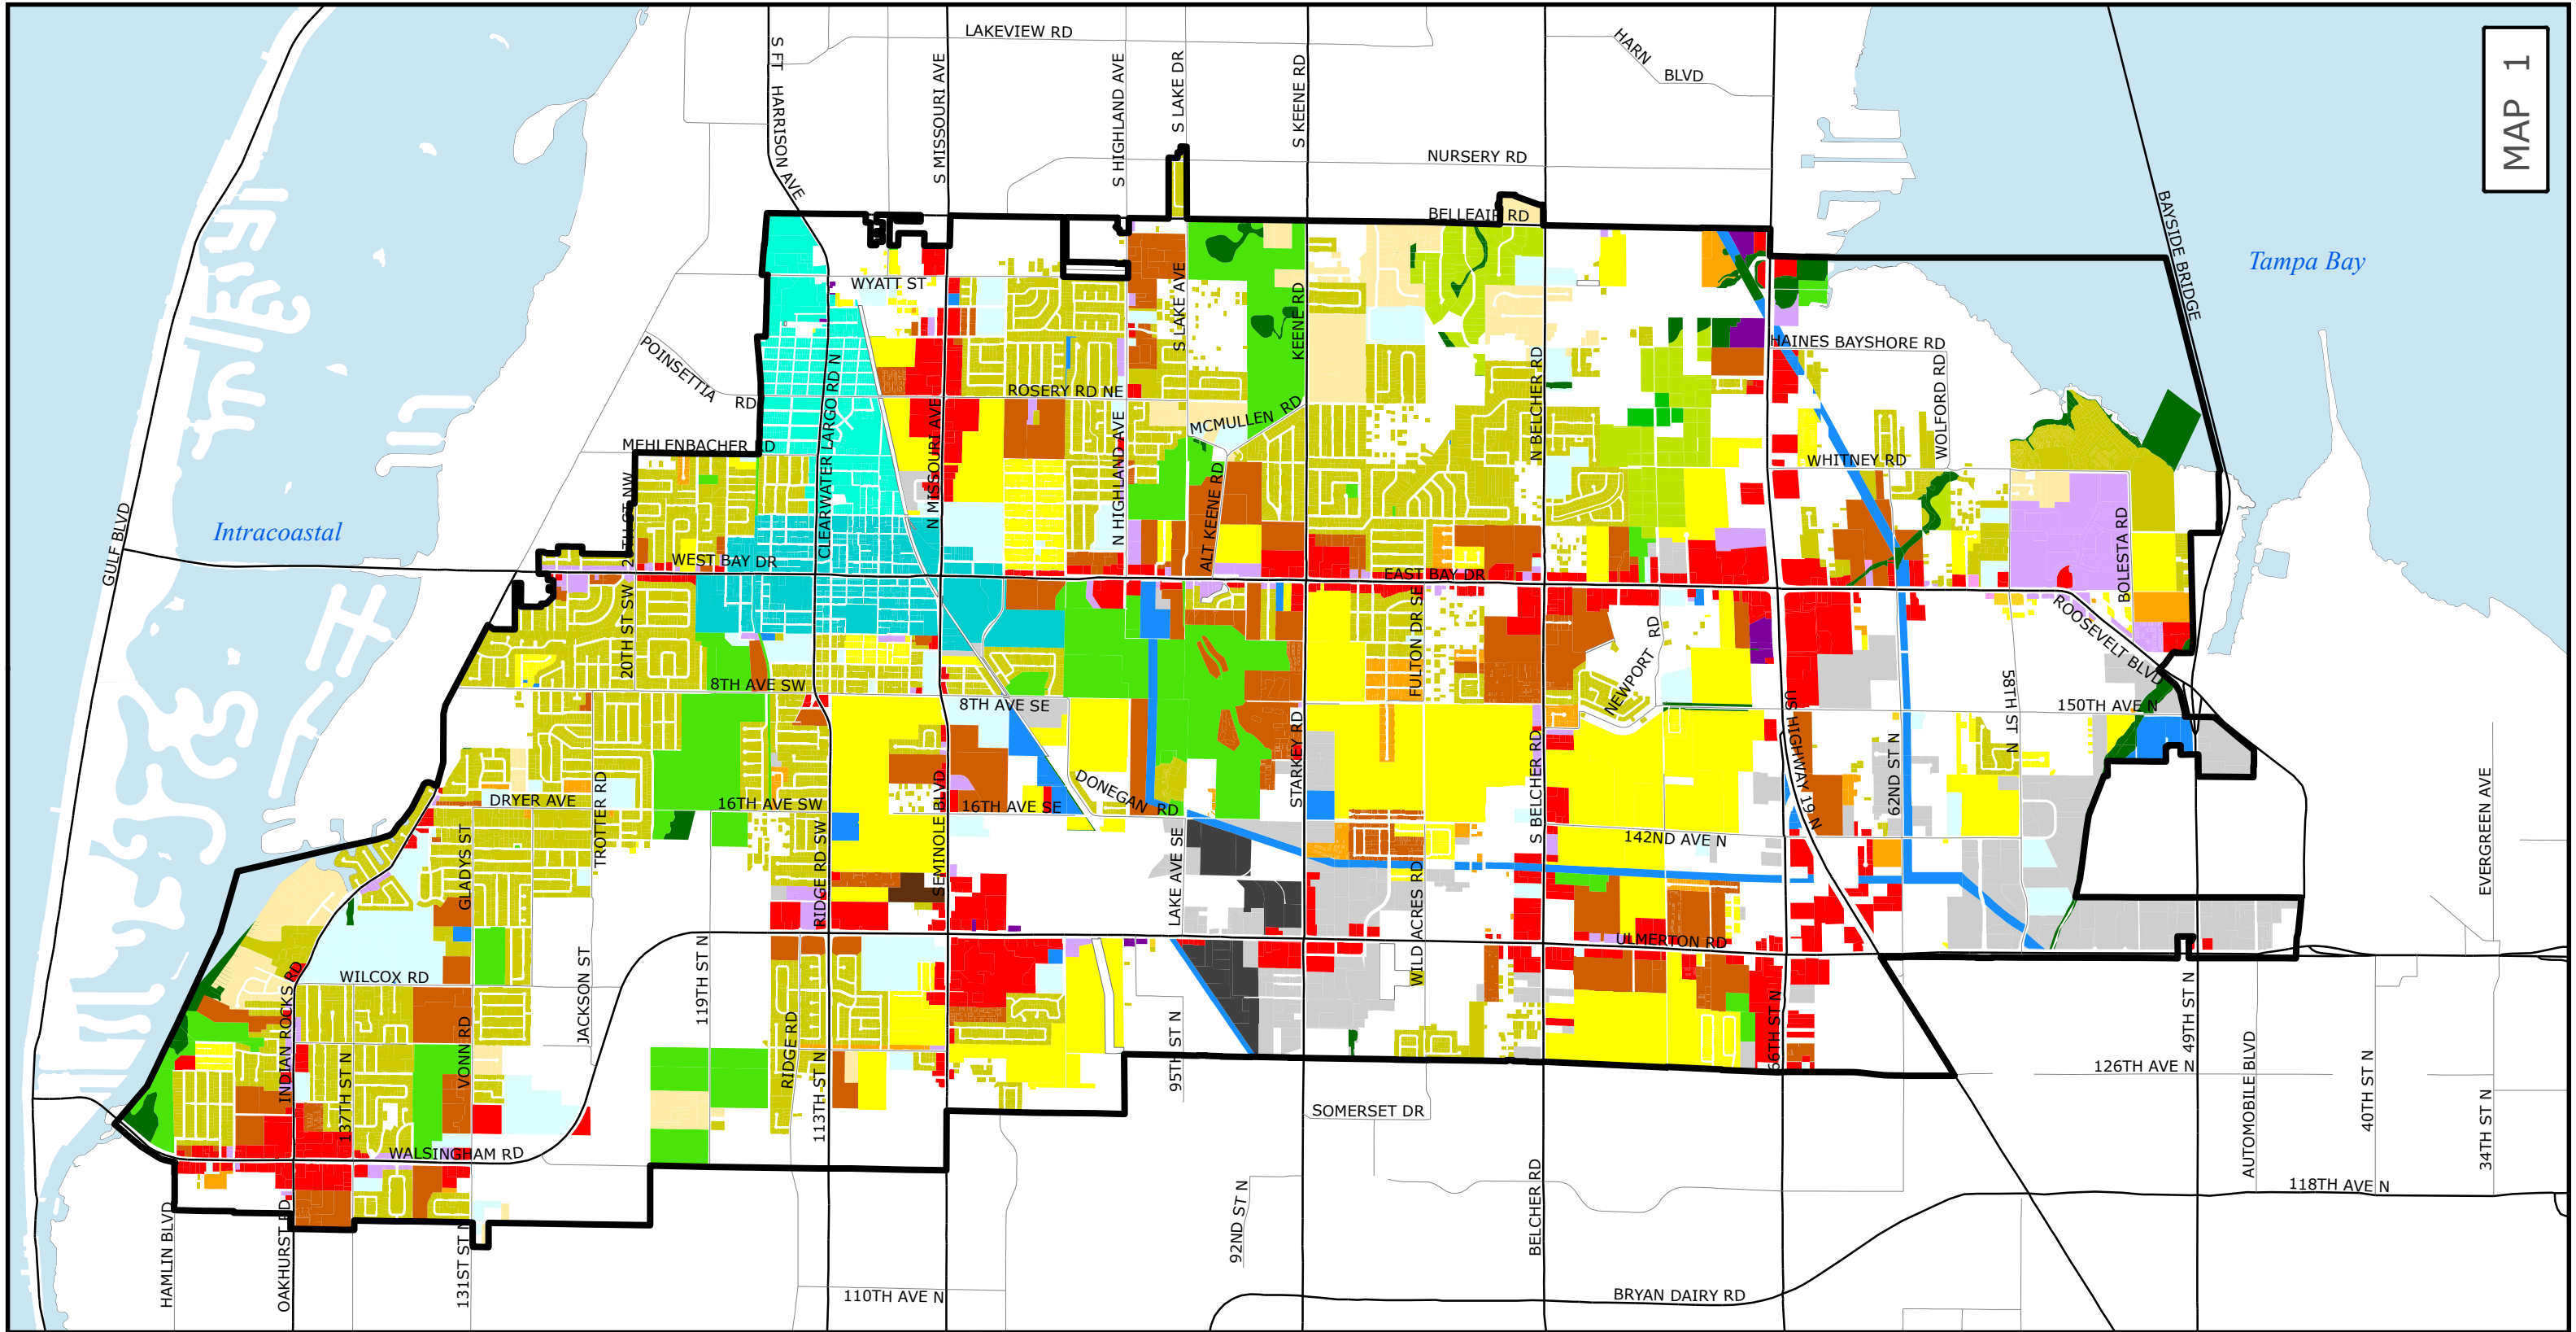 LAKEVIEW RD
HARN
BLVD
MAP 1
S FT HARRISON AVE
S MISSOURI AVE
S HIGHLAND AVE
S LAKE DR
S KEENE RD
NURSERY RD
BELLEAIR RD
BAYSIDE BRIDGE
Tampa Bay
WYATT ST
S LAKE AVE
KEENE RD
POINSETTIA
RD
HAINES BAYSHORE RD
ROSERY RD NE
CLEARWATER LARGO RD N
N MISSOURI AVE
N HIGHLAND AVE
MCMULLEN RD
N BELCHER RD
WOLFORD RD
MEHLENBACHER RD
WHITNEY RD
ALT KEENE RD
GULF BLVD
Intracoastal
BOLESTA RD
WEST BAY DR
EAST BAY DR
20TH ST SW
FULTON DR SE
NEWPORT RD
ROOSEVELT BLVD
8TH AVE SW
8TH AVE SE
58TH ST N
150TH AVE N
US HIGHWAY 19 N
STARKEY RD
S BELCHER RD
62ND ST N
DRYER AVE
TROTTER RD
16TH AVE SW
SEMINOLE BLVD
16TH AVE SE
DONEGAN RD
142ND AVE N
EVERGREEN AVE
GLADYS ST
RIDGE RD SW
LAKE AVE SE
WILD ACRES RD
ULMERTON RD
WILCOX RD
INDIAN ROCKS RD
JACKSON ST
119TH ST N
66TH ST N
49TH ST N
VONN RD
137TH ST N
RIDGE RD
113TH ST N
95TH ST N
126TH AVE N
AUTOMOBILE BLVD
40TH ST N
34TH ST N
SOMERSET DR
WALSINGHAM RD
HAMLIN BLVD
OAKHURST RD
131ST ST N
92ND ST N
BELCHER RD
118TH AVE N
110TH AVE N
BRYAN DAIRY RD